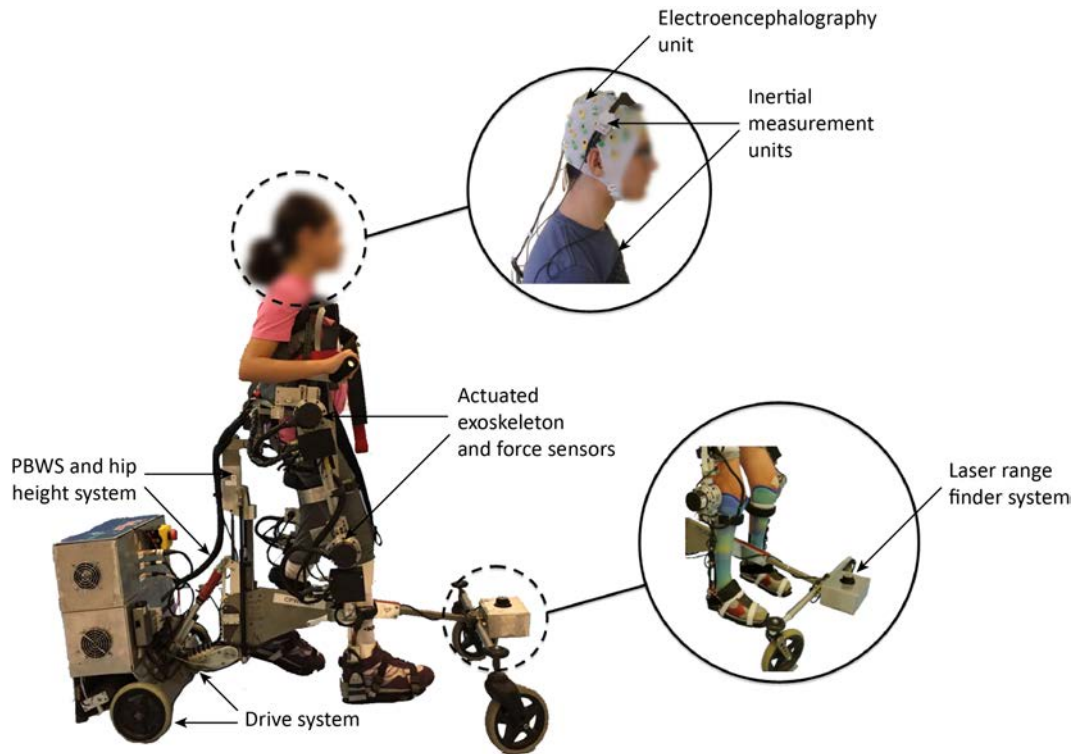 Electroencephalography
unit
Inertial
measurement
units
Actuated
exoskeleton
and force sensors
PBWS and hip
height system
Laser range
finder system
Drive system